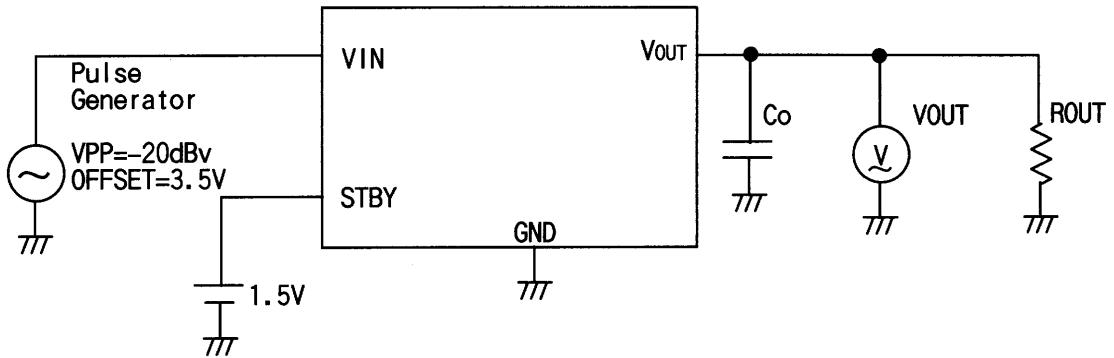 VIN
VOUT
Pulse
Generator
VPP=-20dBv
OFFSET=3.5V
STBY
GND
1.5V
Co
VOUT
V
ROUT